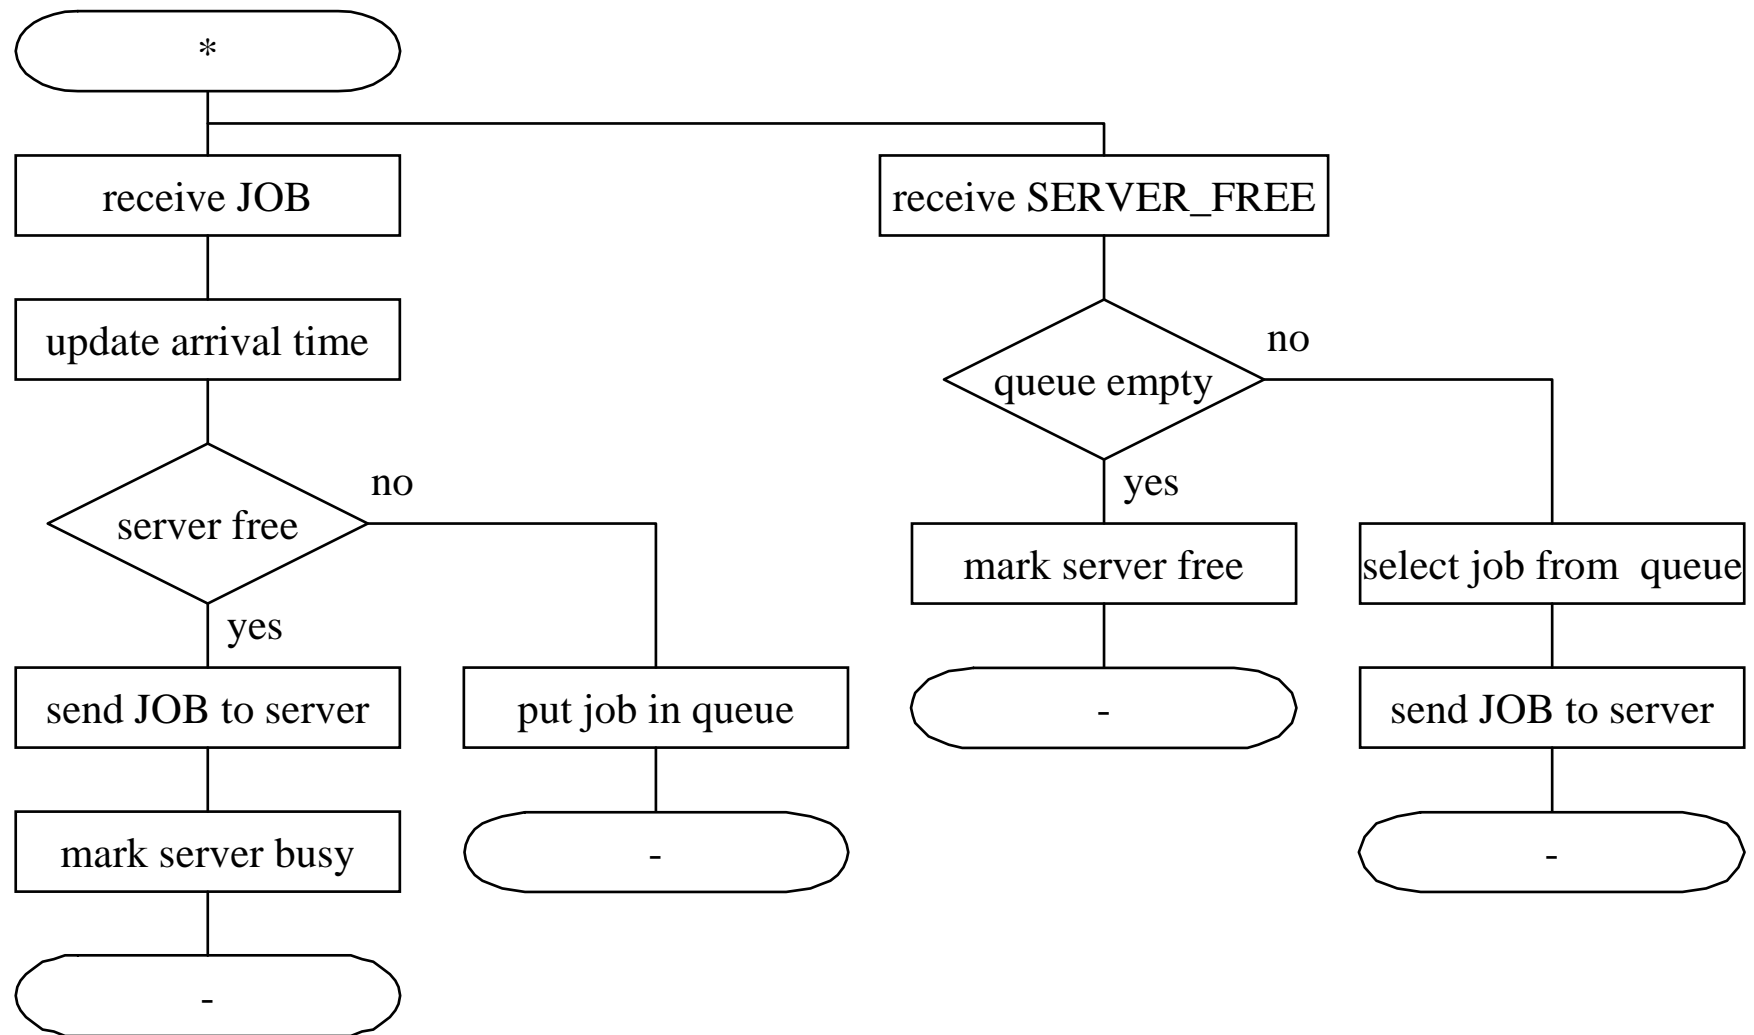 *
receive JOB
receive SERVER_FREE
update arrival time
no
queue empty
no
yes
server free
mark server free
select job from  queue
yes
send JOB to server
put job in queue
-
send JOB to server
mark server busy
-
-
-